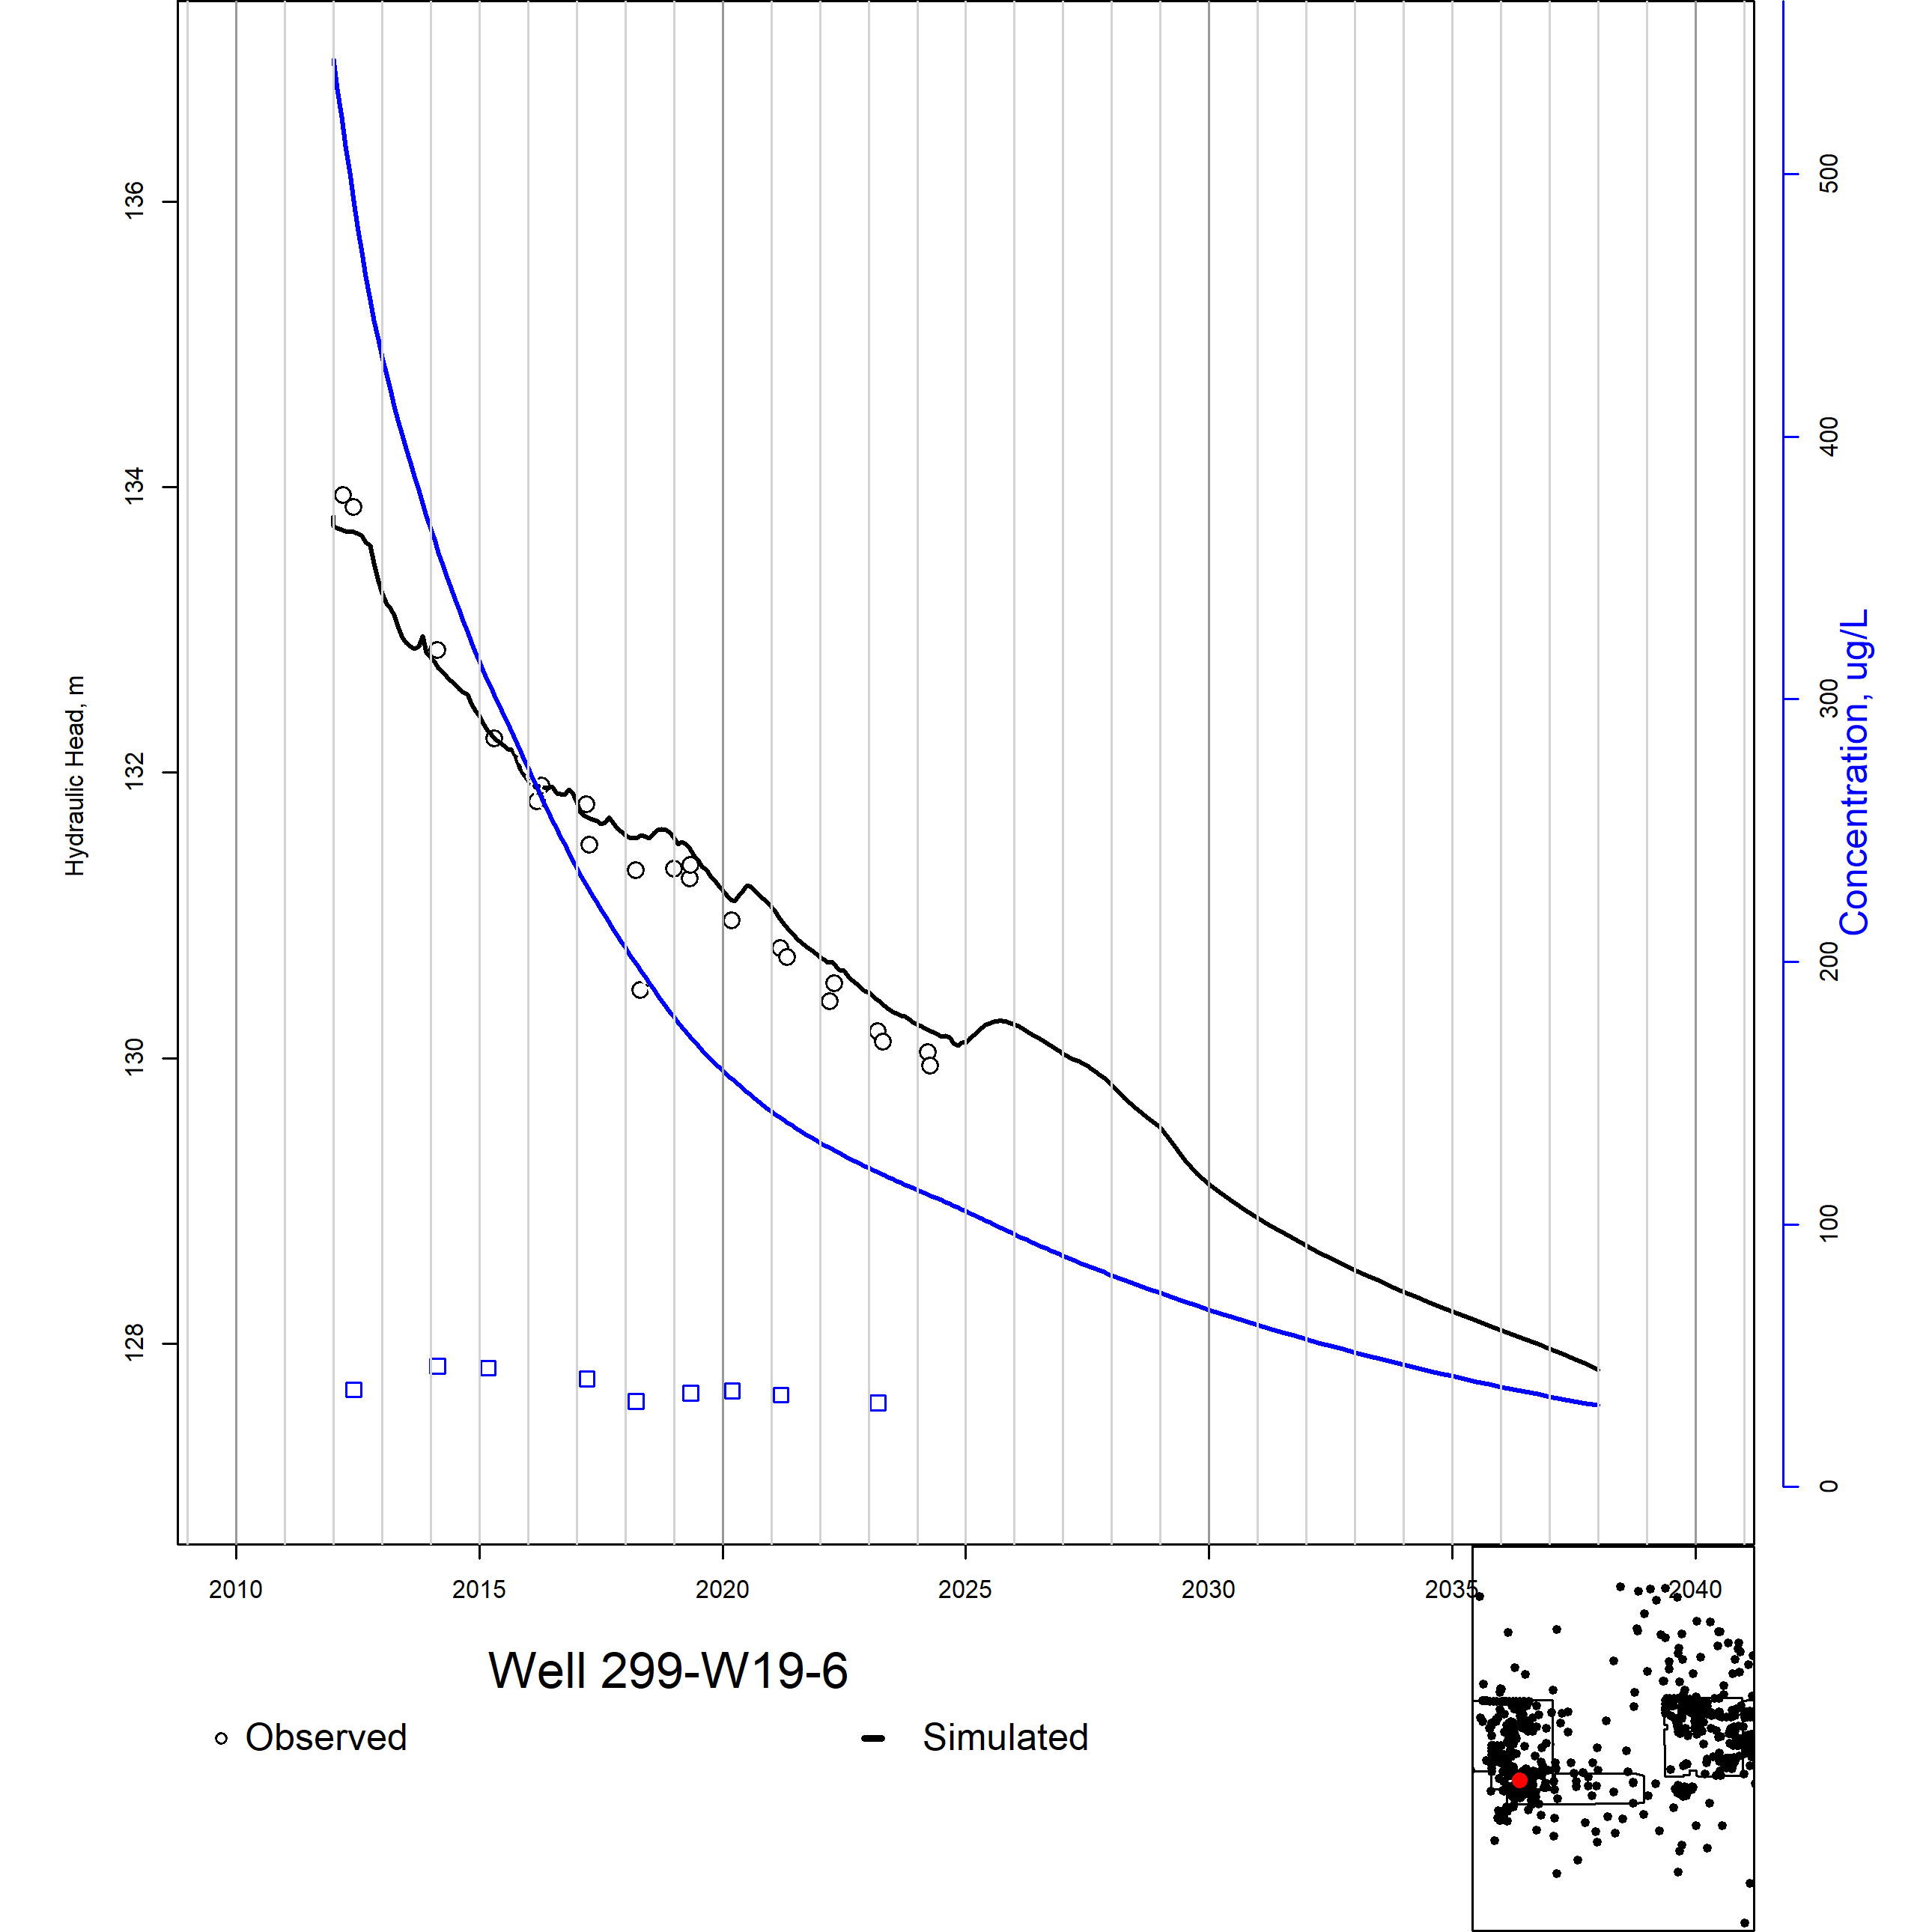 136
134
132
130
128
Hydraulic Head, m
500
400
300
200
100
0
Concentration, ug/L
2010 2015 2020 2025 2030 2035 2040
Well 299-W19-6
Observed Simulated